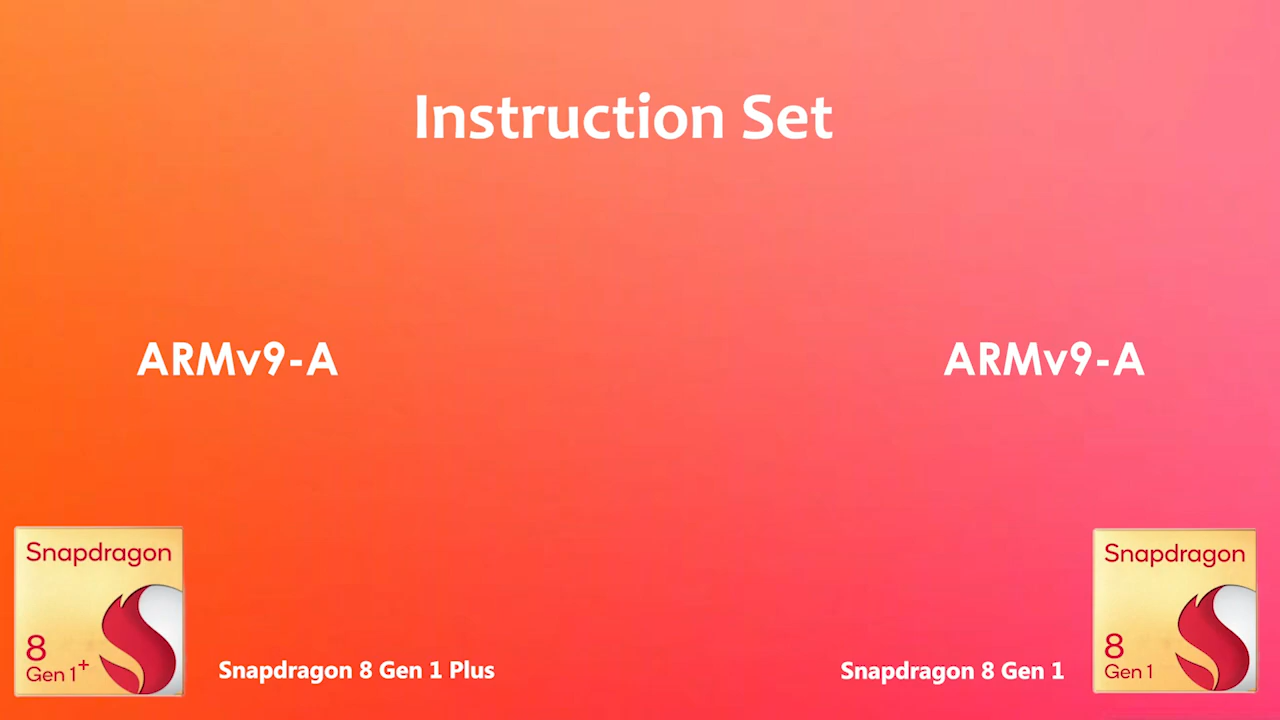 Instruction Set
ARMv9-A
ARMv9-A
Snapdragon
8
Gen 1+
Snapdragon 8 Gen 1 Plus
Snapdragon 8 Gen 1
Snapdragon
8
Gen 1